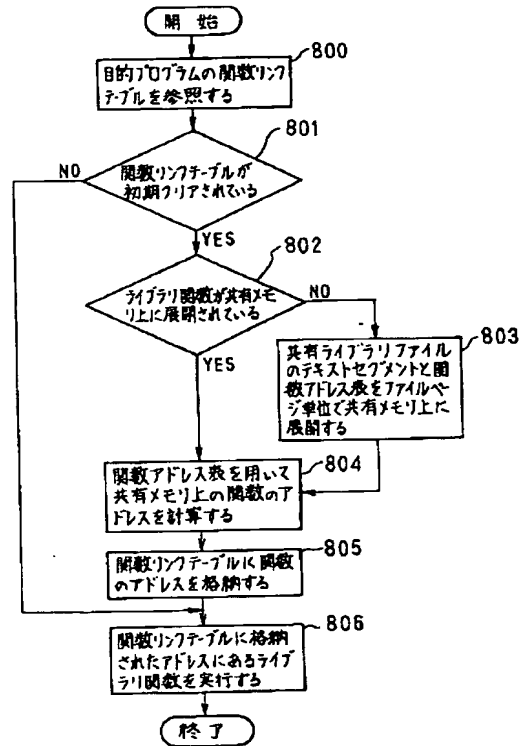 開始
800
目的プログラムの関数リンク
テーブルを参照する
801
関数リンクテーブルが
初期クリアされている
NO
YES
802
ライブラリ関数が共有メモ
リ上に展開されている
NO
YES
803
共有ライブラリファイル
のテキストセグメントと関
数アドレス表をファイルペー
ジ単位で共有メモリ上に
展開する
804
関数アドレス表を用いて
共有メモリ上の関数のア
ドレスを計算する
805
関数リンクテーブルに関数
のアドレスを格納する
806
関数リンクテーブルに格納
されたアドレスにあるライブ
ラリ関数を実行する
終了